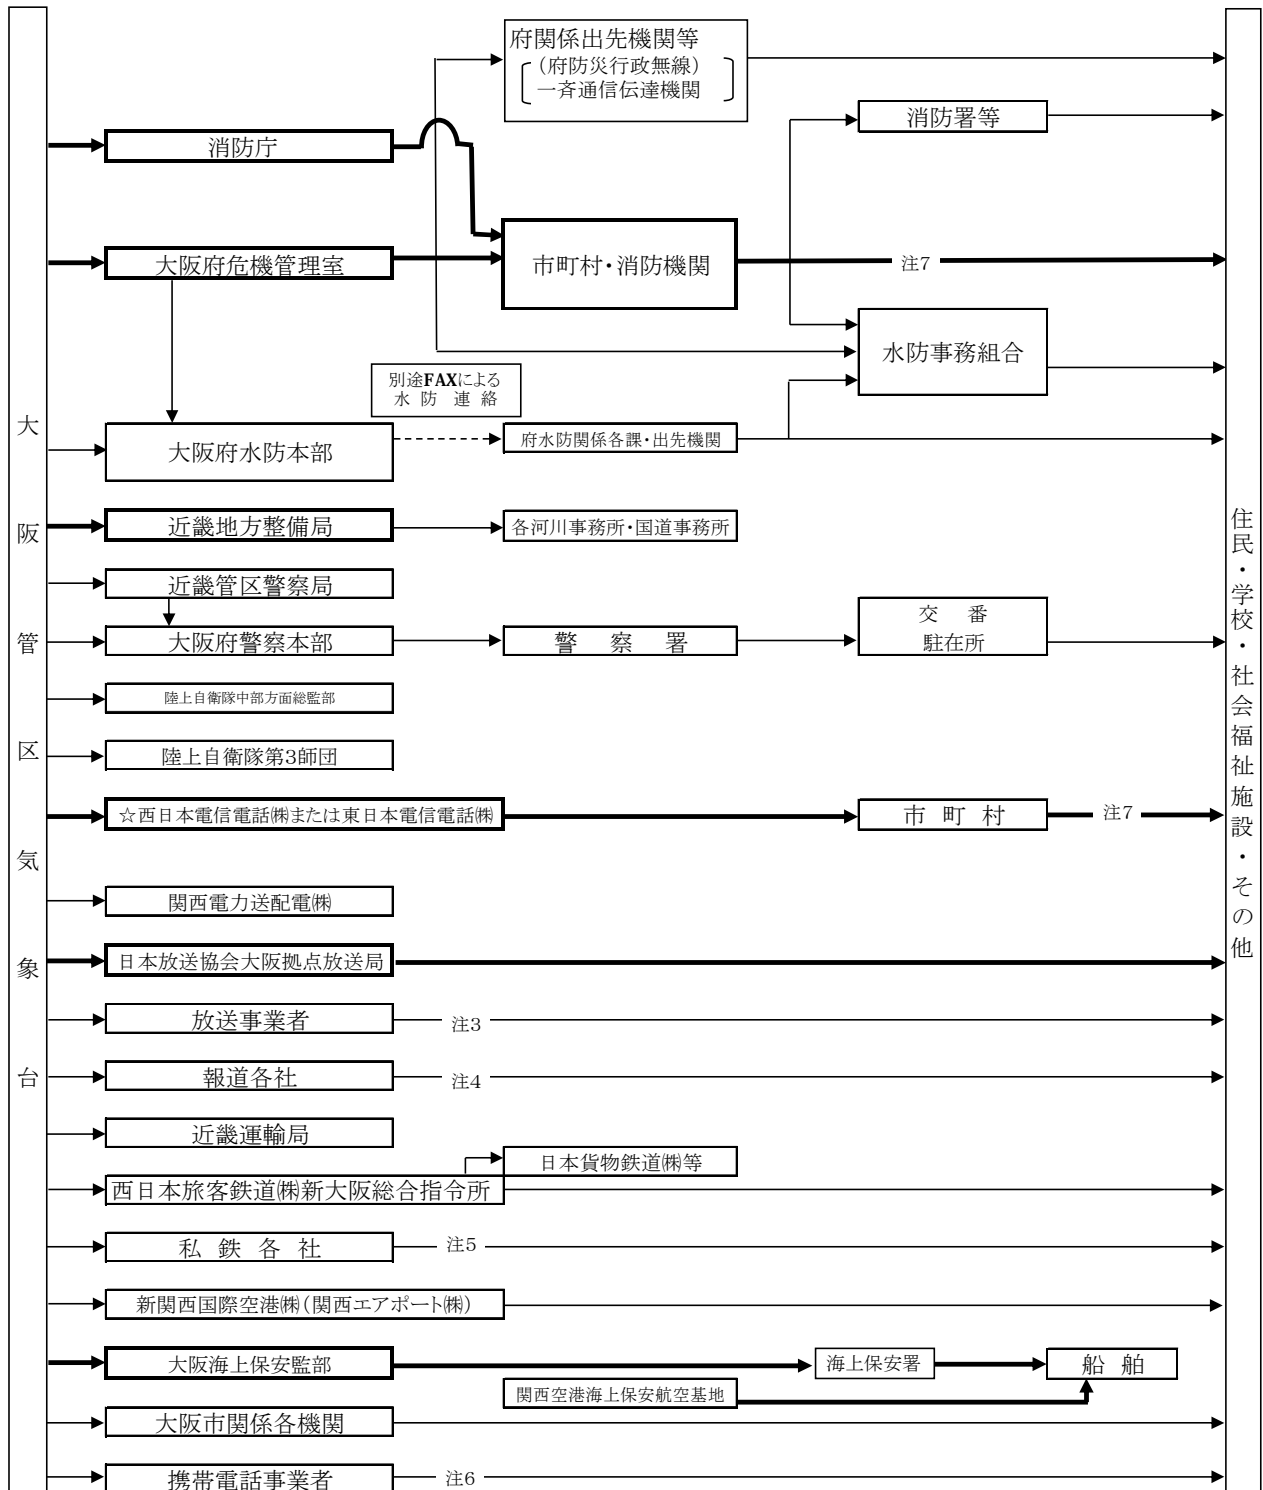 大阪管区気象台
府関係出先機関等
（府防災行政無線）
一斉通信伝達機関
消防署等
消防庁
大阪府危機管理室
市町村・消防機関
注7
水防事務組合
別途FAXによる
水防連絡
大阪府水防本部
府水防関係各課・出先機関
近畿地方整備局
各河川事務所・国道事務所
近畿管区警察局
大阪府警察本部
警察署
交番
駐在所
陸上自衛隊中部方面総監部
陸上自衛隊第3師団
☆西日本電信電話㈱または東日本電信電話㈱
市町村
注7
関西電力送配電㈱
日本放送協会大阪拠点放送局
放送事業者
注3
報道各社
注4
近畿運輸局
日本貨物鉄道㈱等
西日本旅客鉄道㈱新大阪総合指令所
私鉄各社
注5
新関西国際空港㈱（関西エアポート㈱）
大阪海上保安監部
海上保安署
船舶
関西空港海上保安航空基地
大阪市関係各機関
携帯電話事業者
注6
住民・学校・社会福祉施設・その他